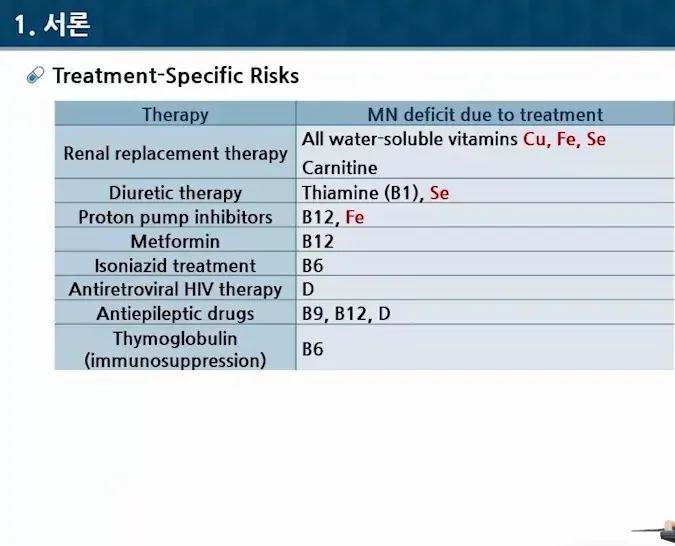 1. 서론
Treatment-Specific Risks
Therapy MN deficit due to treatment
Renal replacement therapy All water-soluble vitamins Cu, Fe, Se
Carnitine
Diuretic therapy Thiamine (B1), Se
Proton pump inhibitors B12, Fe
Metformin B12
Isoniazid treatment B6
Antiretroviral HIV therapy D
Antiepileptic drugs B9, B12, D
Thymoglobulin
(immunosuppression) B6